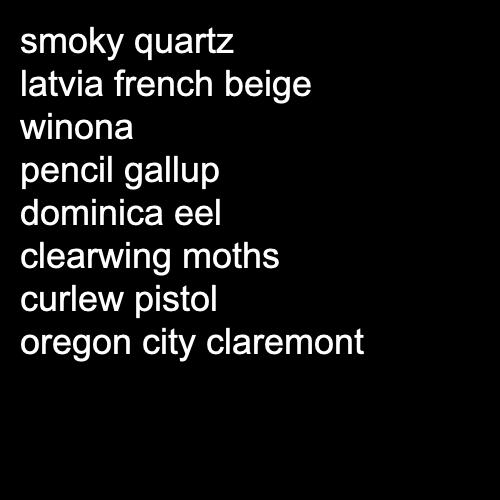 smoky quartz
latvia french beige
winona
pencil gallup
dominica eel
clearwing moths
curlew pistol
oregon city claremont